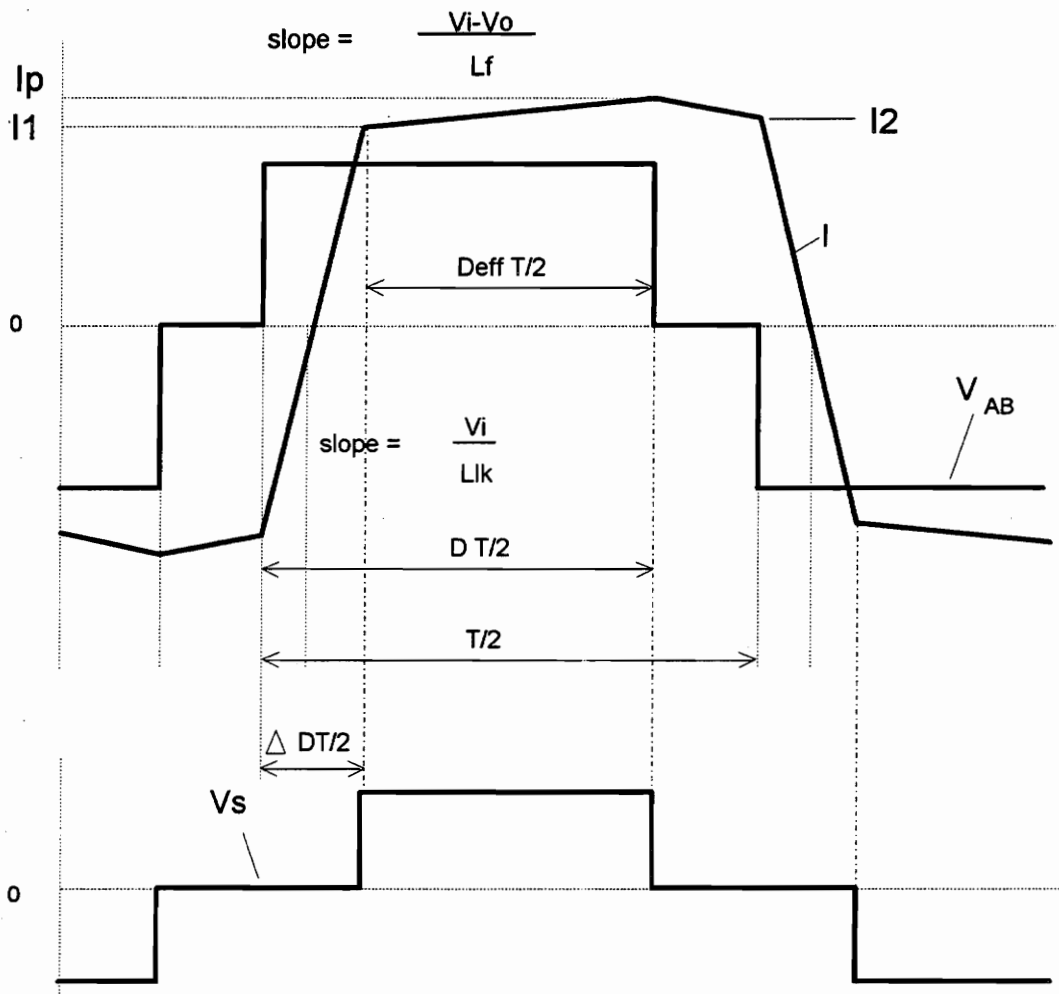 slope = Vi-Vo
Lf
Ip
I1
I2
I
Deff T/2
0
V AB
slope = Vi
Llk
D T/2
T/2
△ DT/2
Vs
0